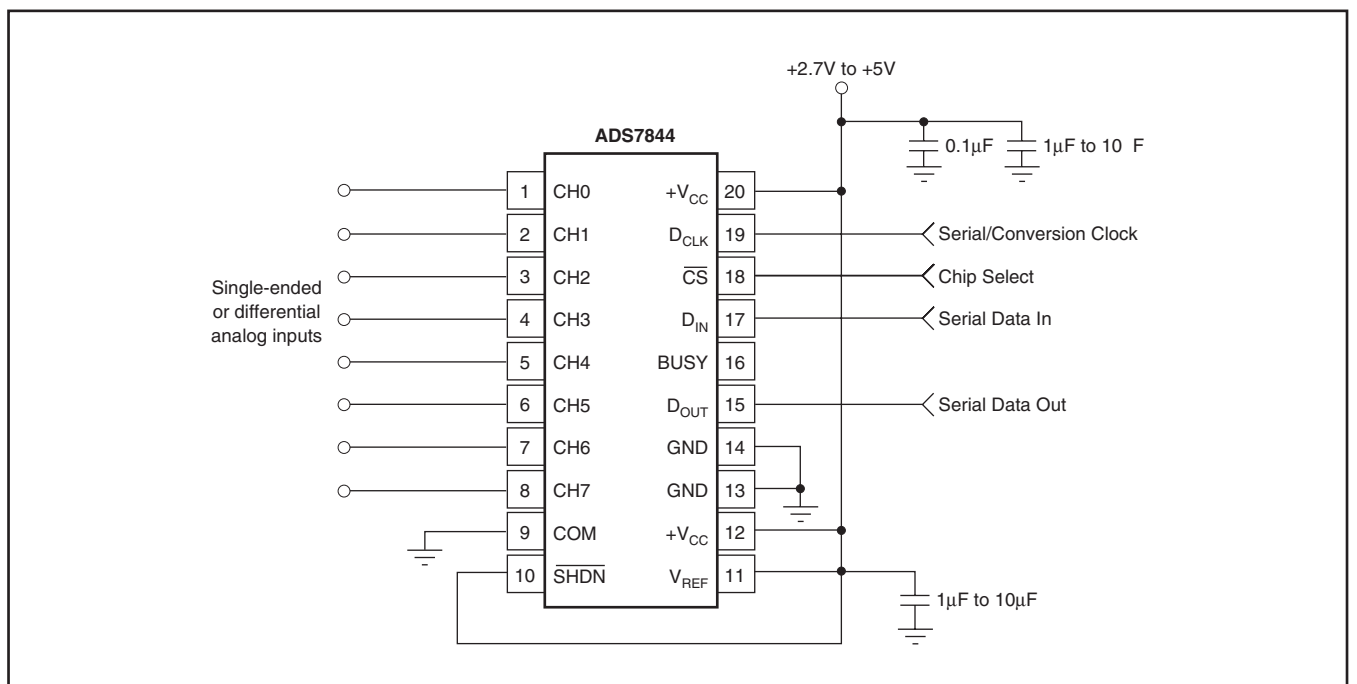 +2.7V to +5V
ADS7844
0.1μF
1μF to 10 F
Single-ended
or differential
analog inputs
1 CH0
2 CH1
3 CH2
4 CH3
5 CH4
6 CH5
7 CH6
8 CH7
9 COM
10 SHDN
+VCC 20
DCLK 19
CS 18
DIN 17
BUSY 16
DOUT 15
GND 14
GND 13
+VCC 12
VREF 11
Serial/Conversion Clock
Chip Select
Serial Data In
Serial Data Out
1μF to 10μF